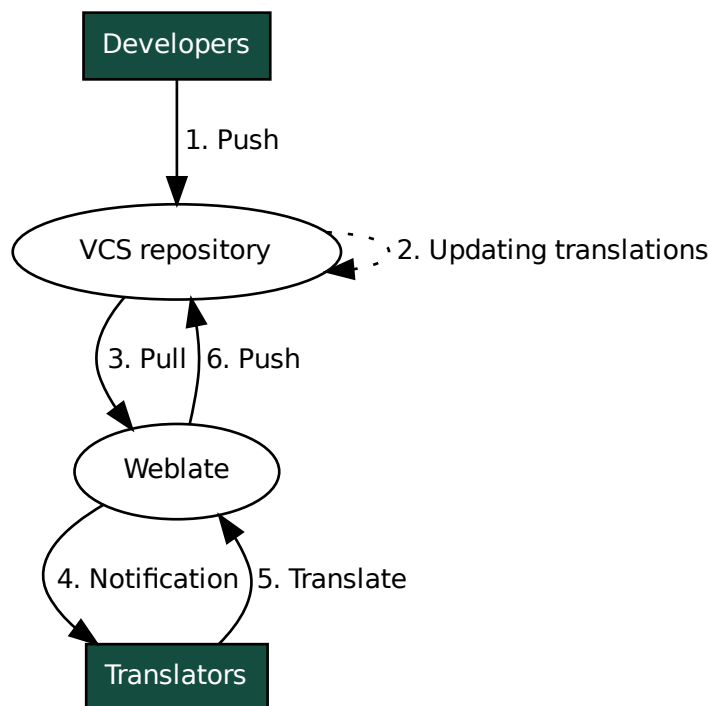 Developers
1. Push
VCS repository
2. Updating translations
3. Pull
6. Push
Weblate
4. Notification
5. Translate
Translators